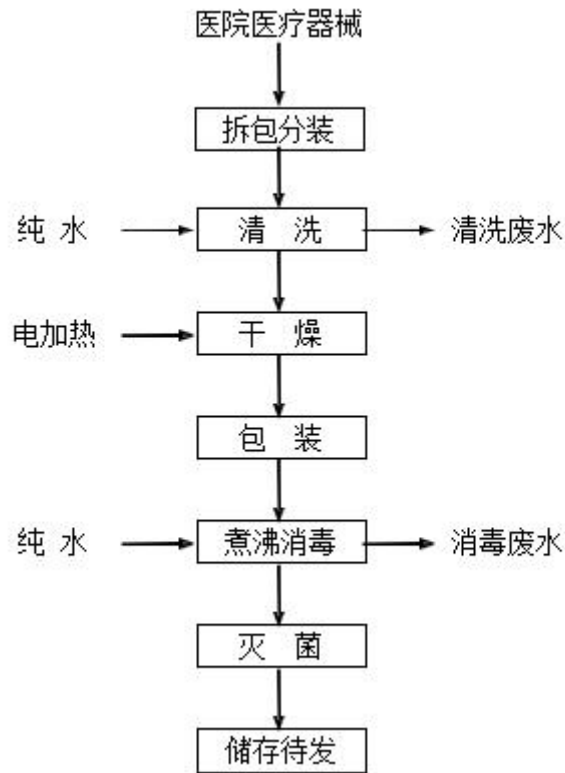 医院医疗器械
拆包分装
纯 水
清 洗
清洗废水
电加热
干 燥
包 装
纯 水
煮沸消毒
消毒废水
灭 菌
储存待发